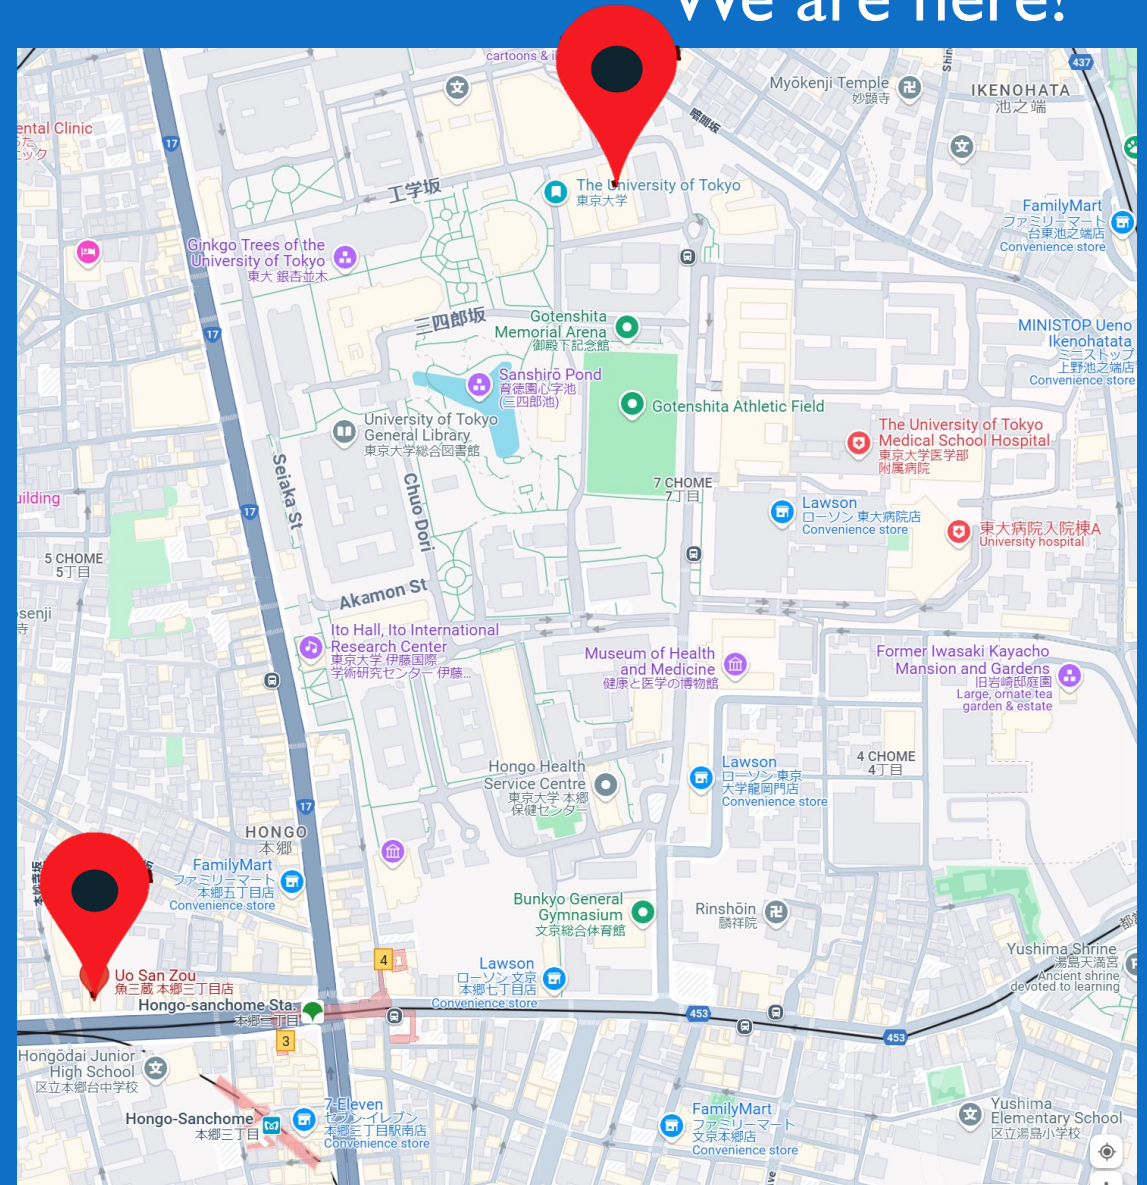 We are here!
cartoons &
Myōkenji Temple
妙顕寺
IKENOHATA
池之端
437
暗闇坂
ental Clinic
17
工学坂
The University of Tokyo
東京大学
FamilyMart
ファミリーマート
台東池之端店
Convenience store
Ginkgo Trees of the
University of Tokyo
東大 銀杏並木
三四郎坂
Gotenshita
Memorial Arena
御殿下記念館
17
MINISTOP Ueno
Ikenohatata
ミニストップ
上野池之端店
Convenience store
Sanshirō Pond
育徳園心字池
(三四郎池)
Gotenshita Athletic Field
University of Tokyo
General Library
東京大学総合図書館
The University of Tokyo
Medical School Hospital
東京大学医学部
附属病院
Seiaka St
Chuo Dori
7 CHOME
7丁目
uilding
17
Lawson
ローソン 東大病院店
Convenience store
東大病院入院棟A
University hospital
5 CHOME
5丁目
Akamon St
senji
寺
Ito Hall, Ito International
Research Center
東京大学 伊藤国際
学術研究センター 伊藤...
Museum of Health
and Medicine
健康と医学の博物館
Former Iwasaki Kayacho
Mansion and Gardens
旧岩崎邸庭園
Large, ornate tea
garden & estate
Hongo Health
Service Centre
東京大学 本郷
保健センター
Lawson
ローソン 東京
大学龍岡門店
Convenience store
4 CHOME
4丁目
17
HONGO
本郷
FamilyMart
ファミリーマート
本郷五丁目店
Convenience store
Bunkyo General
Gymnasium
文京総合体育館
Rinshōin
麟祥院
4
Lawson
ローソン 文京
本郷七丁目店
Convenience store
Yushima Shrine
湯島天満宮
Ancient shrine
devoted to learning
Uo San Zou
魚三蔵 本郷三丁目店
Hongo-sanchome Sta.
本郷三丁目
453
453
3
Hongōdai Junior
High School
区立本郷台中学校
Hongo-Sanchome
本郷三丁目
7-Eleven
セブン-イレブン
本郷三丁目駅南店
Convenience store
FamilyMart
ファミリーマート
文京本郷店
Convenience store
Yushima
Elementary School
区立湯島小学校